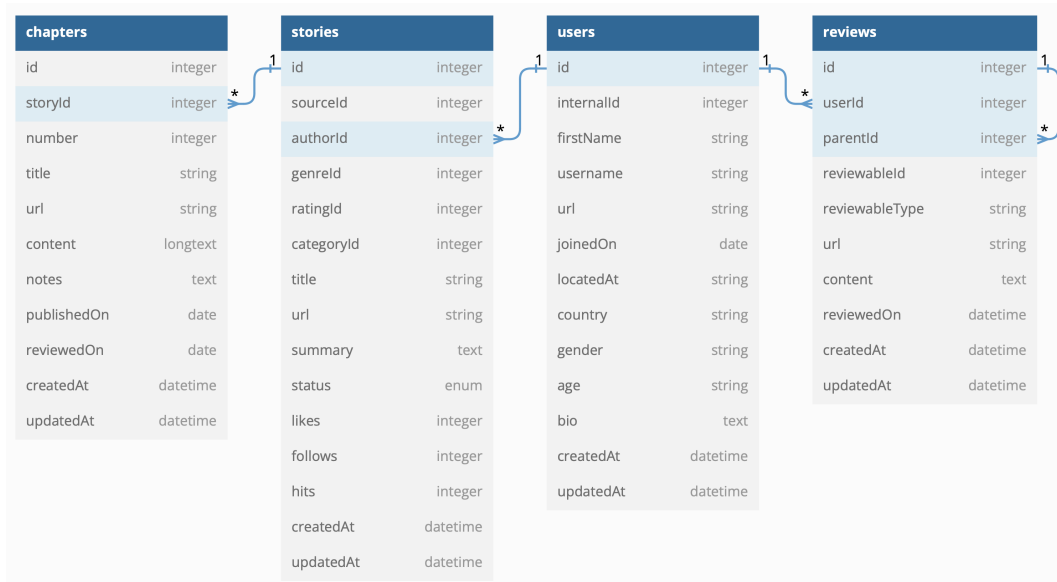 chapters
id integer
storyId integer
number integer
title string
url string
content longtext
notes text
publishedOn date
reviewedOn date
createdAt datetime
updatedAt datetime
1
*
stories
id integer
sourceId integer
authorId integer
genreId integer
ratingId integer
categoryId integer
title string
url string
summary text
status enum
likes integer
follows integer
hits integer
createdAt datetime
updatedAt datetime
1
*
users
id integer
internalId integer
firstName string
username string
url string
joinedOn date
locatedAt string
country string
gender string
age string
bio text
createdAt datetime
updatedAt datetime
1
*
reviews
id integer
userId integer
parentId integer
reviewableId integer
reviewableType string
url string
content text
reviewedOn datetime
createdAt datetime
updatedAt datetime
1
*